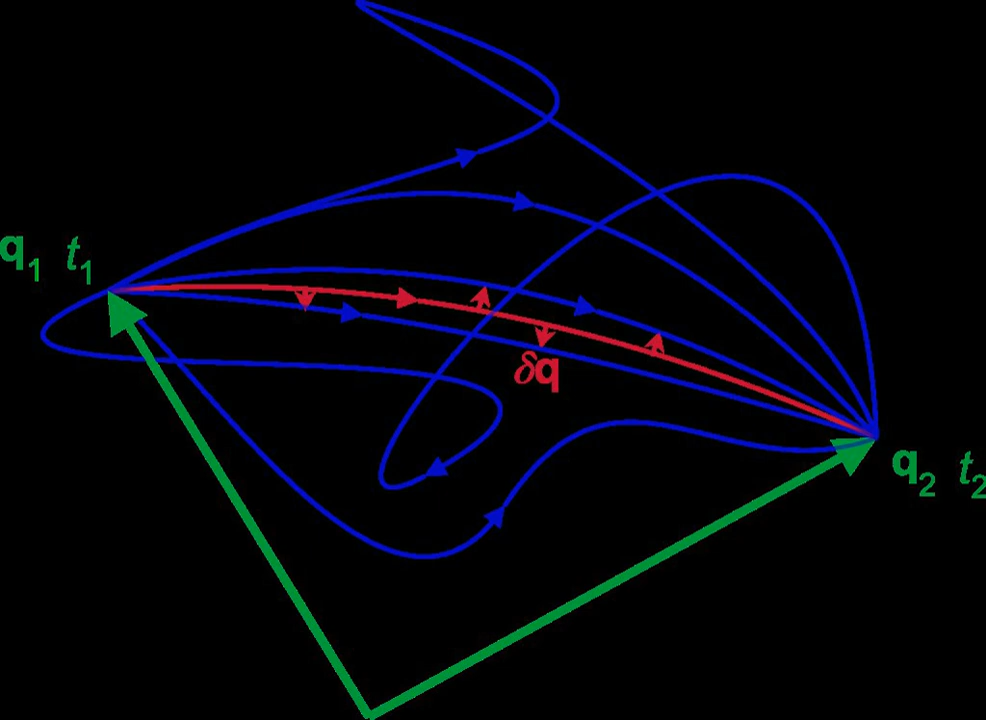 q₁ t₁
δq
q₂ t₂